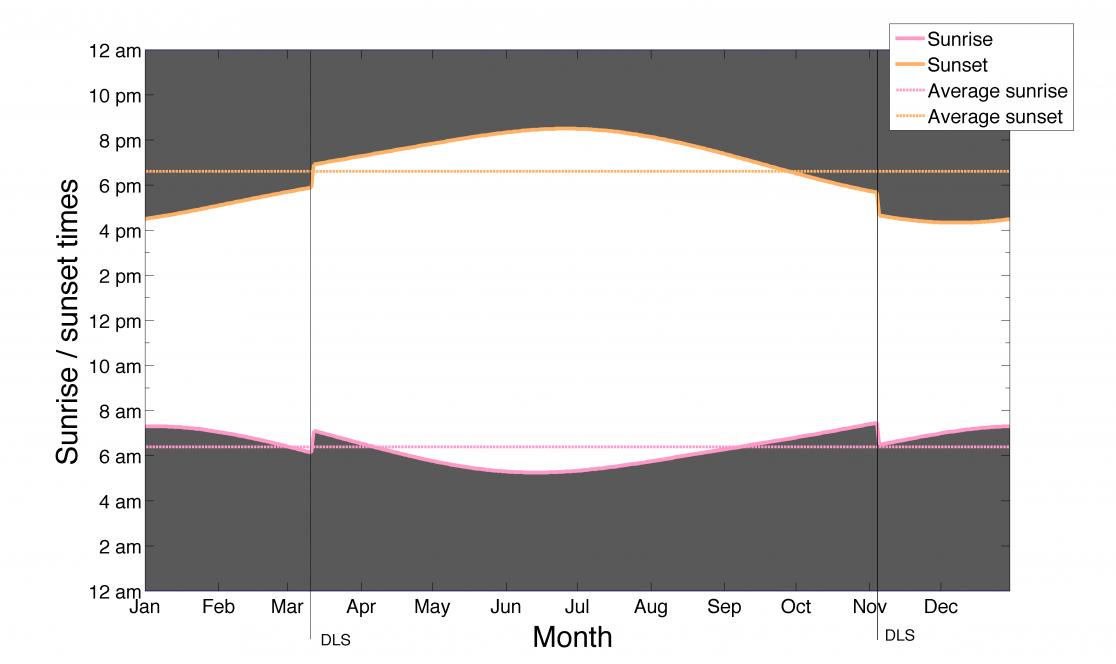 Sunrise
Sunset
Average sunrise
Average sunset
12 am
10 pm
8 pm
6 pm
4 pm
2 pm
12 pm
10 am
8 am
6 am
4 am
2 am
12 am
Sunrise / sunset times
Jan Feb Mar Apr May Jun Jul Aug Sep Oct Nov Dec
DLS DLS
Month